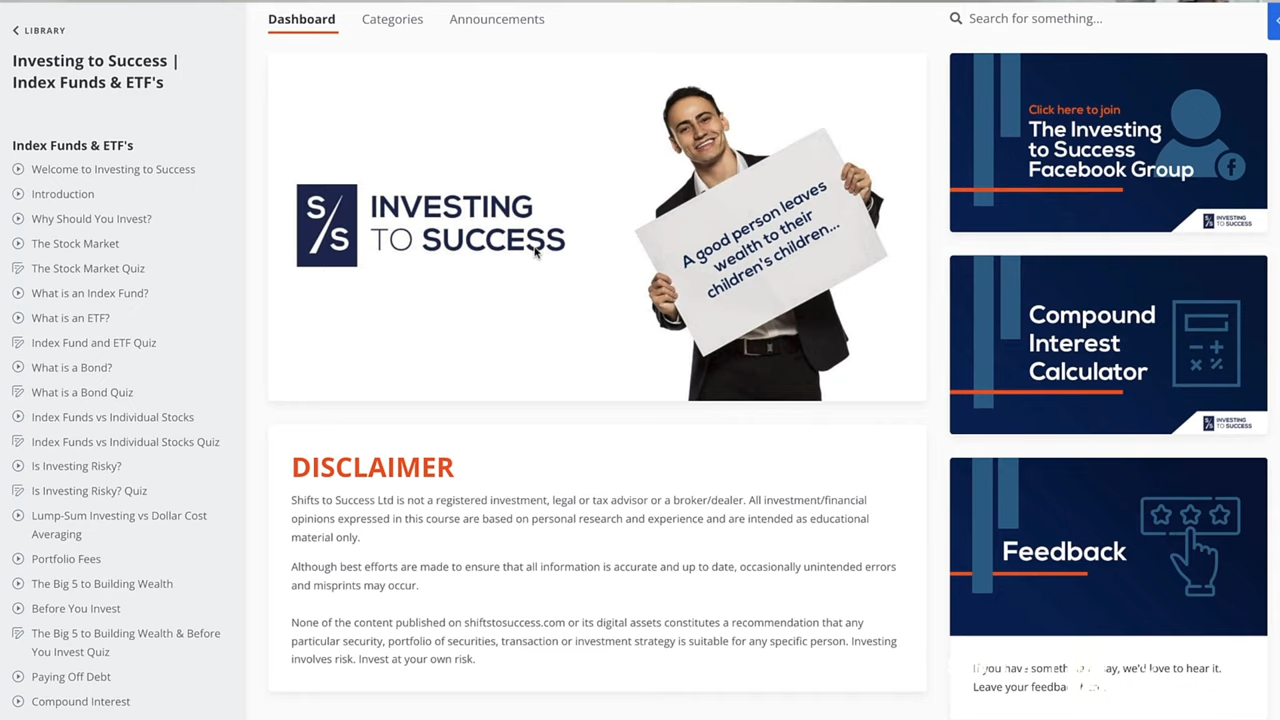 LIBRARY
Investing to Success |
Index Funds & ETF's
Index Funds & ETF's
Welcome to Investing to Success
Introduction
Why Should You Invest?
The Stock Market
The Stock Market Quiz
What is an Index Fund?
What is an ETF?
Index Fund and ETF Quiz
What is a Bond?
What is a Bond Quiz
Index Funds vs Individual Stocks
Index Funds vs Individual Stocks Quiz
Is Investing Risky?
Is Investing Risky? Quiz
Lump-Sum Investing vs Dollar Cost
Averaging
Portfolio Fees
The Big 5 to Building Wealth
Before You Invest
The Big 5 to Building Wealth & Before
You Invest Quiz
Paying Off Debt
Compound Interest
Dashboard
Categories
Announcements
Search for something...
S/S
INVESTING
TO SUCCESS
A good person leaves
wealth to their
children's children...
DISCLAIMER
Shifts to Success Ltd is not a registered investment, legal or tax advisor or a broker/dealer. All investment/financial
opinions expressed in this course are based on personal research and experience and are intended as educational
material only.
Although best efforts are made to ensure that all information is accurate and up to date, occasionally unintended errors
and misprints may occur.
None of the content published on shiftstosuccess.com or its digital assets constitutes a recommendation that any
particular security, portfolio of securities, transaction or investment strategy is suitable for any specific person. Investing
involves risk. Invest at your own risk.
Click here to join
The Investing
to Success
Facebook Group
S/S
INVESTING
TO SUCCESS
Compound
Interest
Calculator
S/S
INVESTING
TO SUCCESS
Feedback
If you have we'd love to hear it.
Leave your